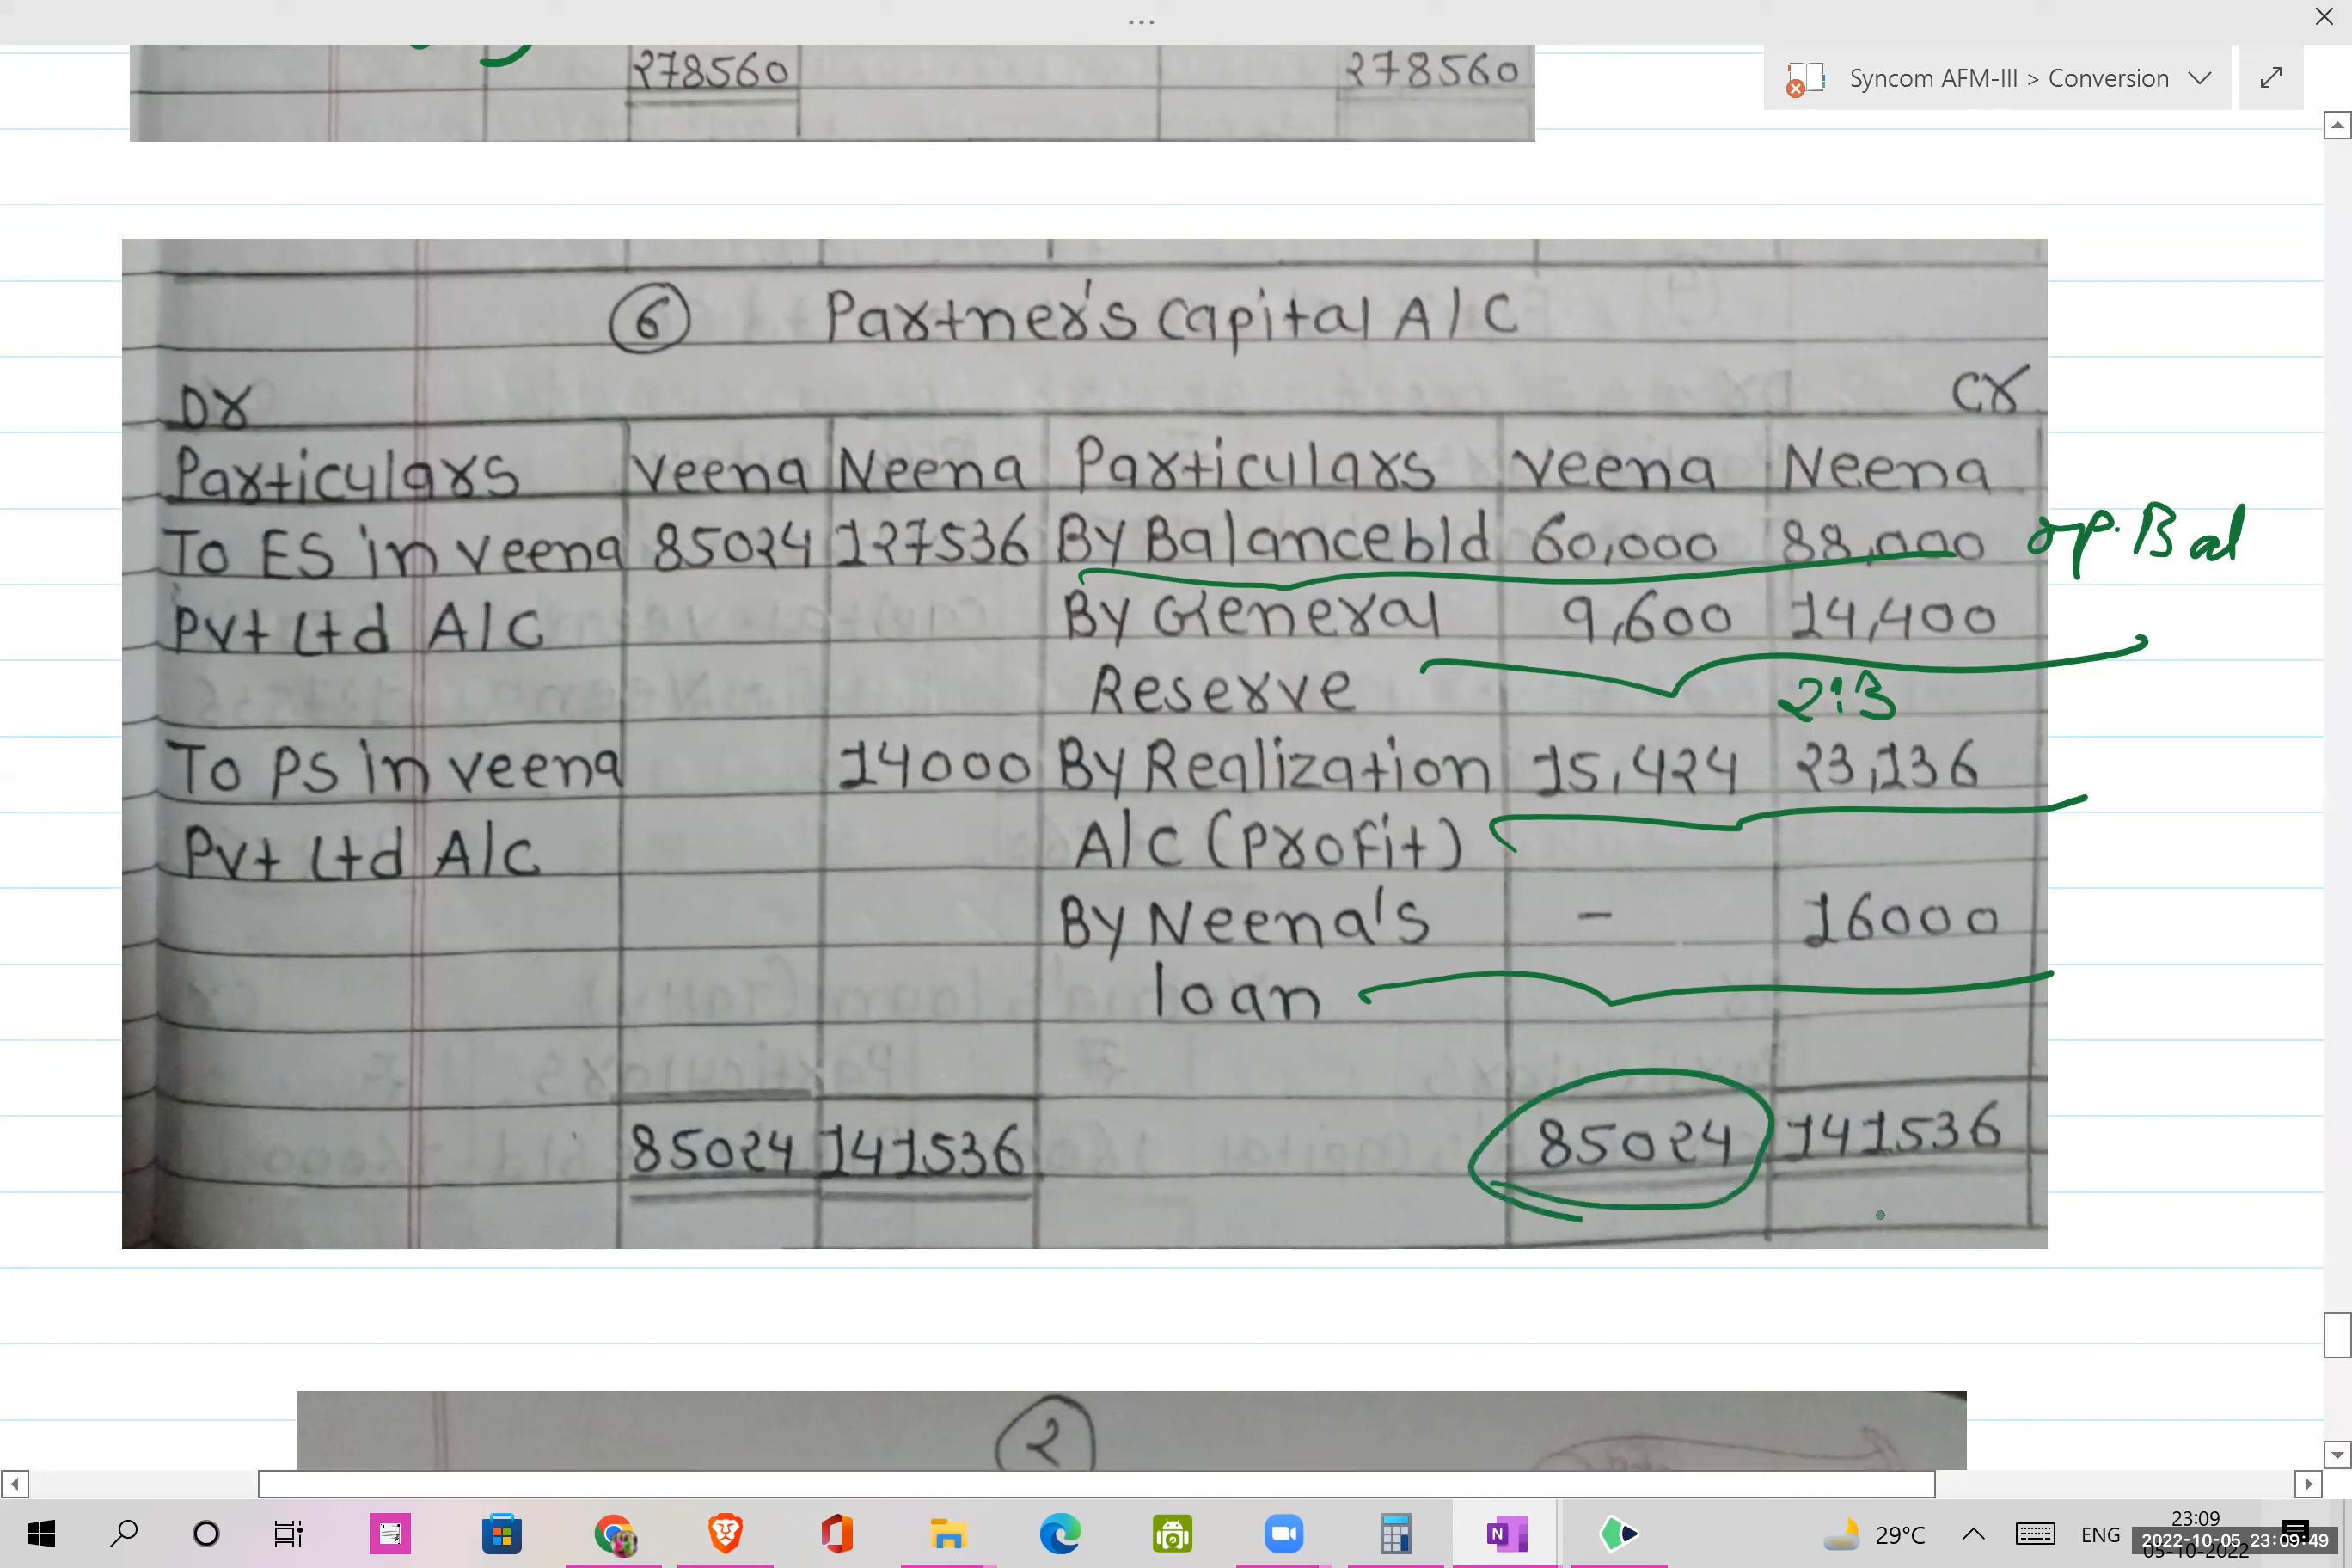 278560 278560
Syncom AFM-III > Conversion
6 Partner's capital A/C
Dr Cr
Particulars Veena Neena Particulars Veena Neena
To ES in veena 85024 127536 By Balance b/d 60,000 88,000 op. Bal
Pvt Ltd A/C By General 9,600 14,400
Reserve 2:3
To PS in veena 14000 By Realization 15,424 23,136
Pvt Ltd A/C A/C (Profit)
By Neena's - 16000
loan
85024 141536 85024 141536
2
29°C ENG 23:09
2022-10-05 23:09:49